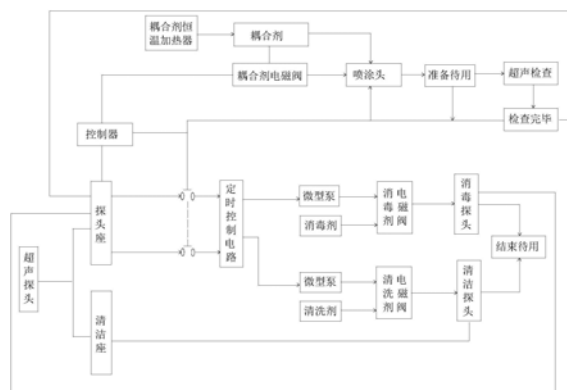 耦合剂恒
温加热器
耦合剂
耦合剂电磁阀
喷涂头
准备待用
超声检查
检查完毕
控制器
探头座
定时控制电路
微型泵
消毒剂
消毒剂
电磁阀
消毒探头
结束待用
超声探头
清洁座
微型泵
清洗剂
清洗剂
电磁阀
清洁探头